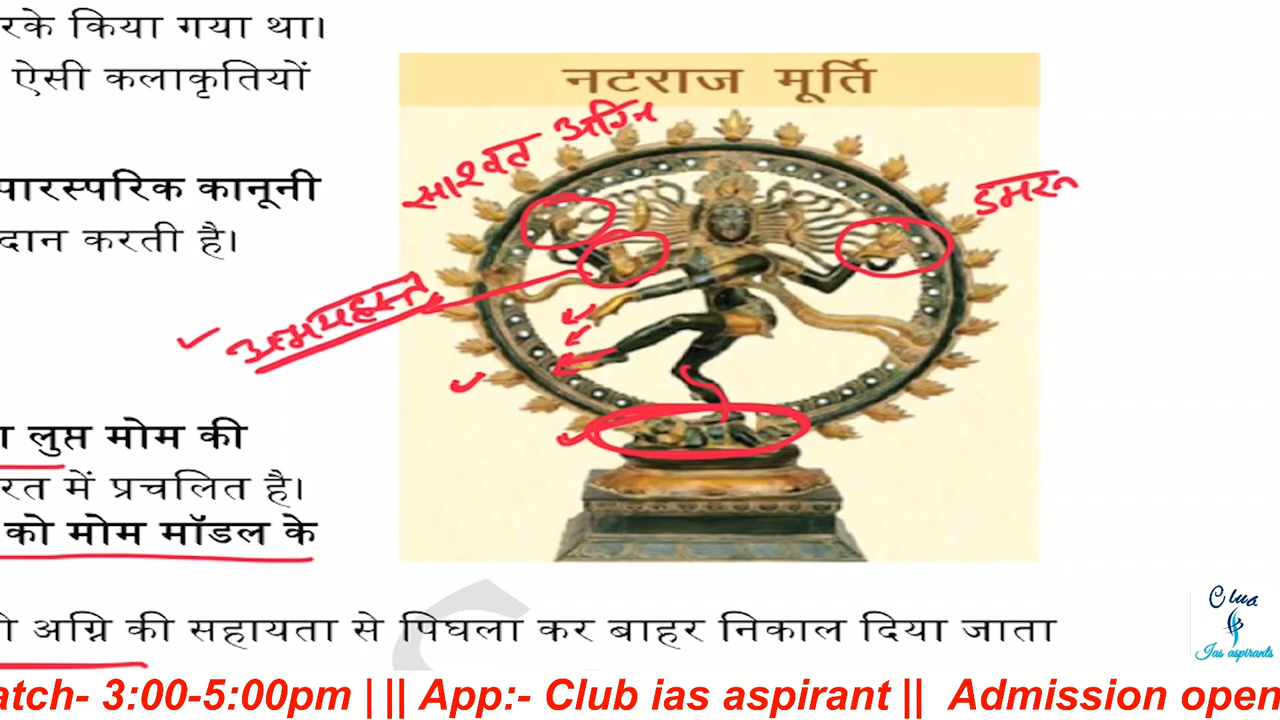 रके किया गया था।
ऐसी कलाकृतियों
नटराज मूर्ति
साश्वत अग्नि
पारस्परिक कानूनी
डमरू
दान करती है।
अभयहस्त
ा लुप्त मोम की
रत में प्रचलित है।
को मोम मॉडल के
ो अग्नि की सहायता से पिघला कर बाहर निकाल दिया जाता
Club
Ias aspirants
atch- 3:00-5:00pm | || App:- Club ias aspirant || Admission open